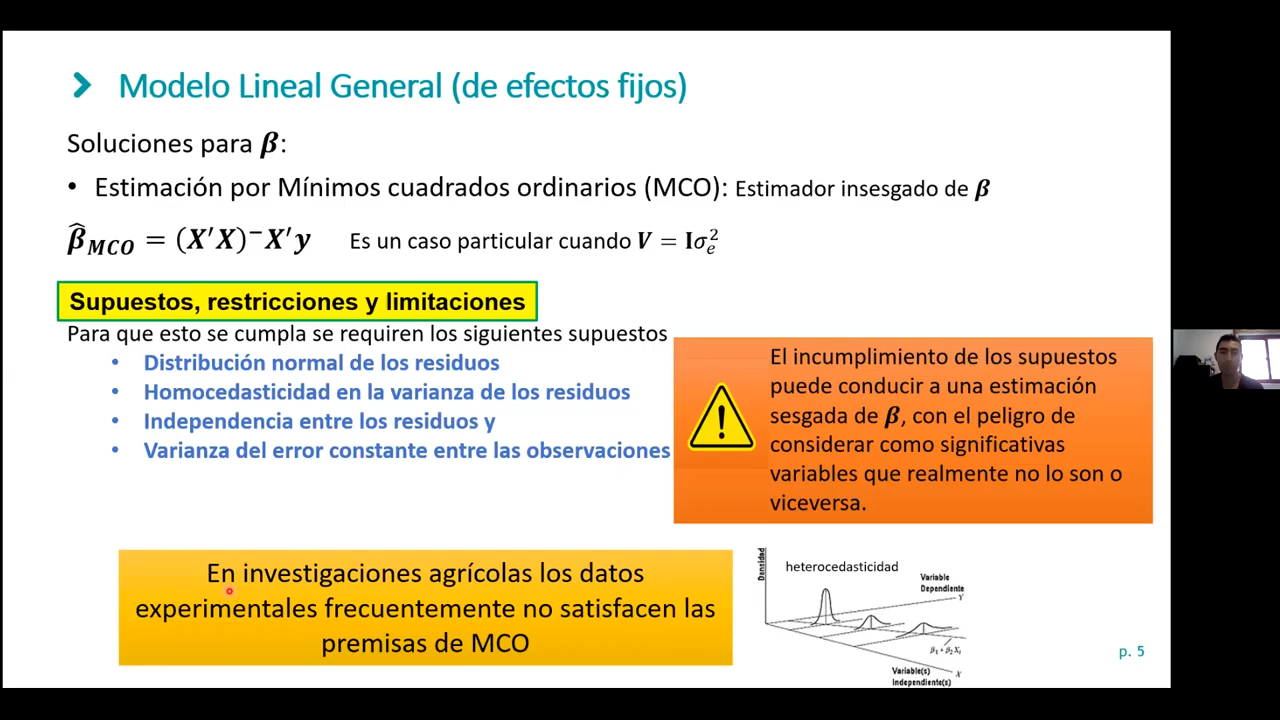 Modelo Lineal General (de efectos fijos)
Soluciones para β:
• Estimación por Mínimos cuadrados ordinarios (MCO): Estimador insesgado de β
β̂_MCO = (X′X)⁻X′y Es un caso particular cuando V = Iσ²ₑ
Supuestos, restricciones y limitaciones
Para que esto se cumpla se requiren los siguientes supuestos
• Distribución normal de los residuos
• Homocedasticidad en la varianza de los residuos
• Independencia entre los residuos y
• Varianza del error constante entre las observaciones
El incumplimiento de los supuestos
puede conducir a una estimación
sesgada de β, con el peligro de
considerar como significativas
variables que realmente no lo son o
viceversa.
En investigaciones agrícolas los datos
experimentales frecuentemente no satisfacen las
premisas de MCO
Densidad
heterocedasticidad
Variable
Dependiente
Y
β₁ + β₂Xᵢ
X
Variable(s)
Independiente(s)
p. 5